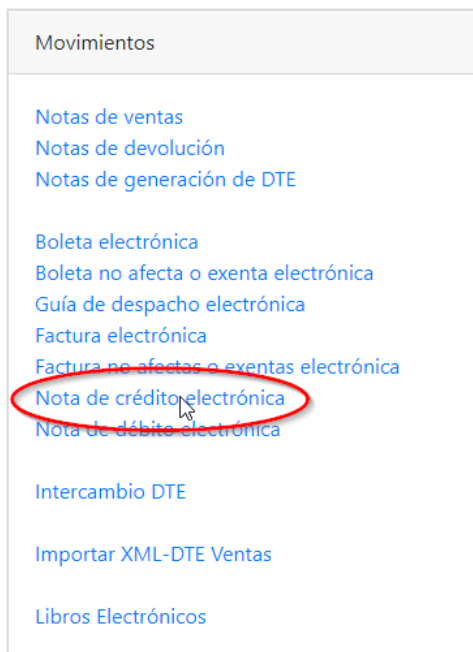 Movimientos
Notas de ventas
Notas de devolución
Notas de generación de DTE
Boleta electrónica
Boleta no afecta o exenta electrónica
Guía de despacho electrónica
Factura electrónica
Factura no afectas o exentas electrónica
Nota de crédito electrónica
Nota de débito electrónica
Intercambio DTE
Importar XML-DTE Ventas
Libros Electrónicos